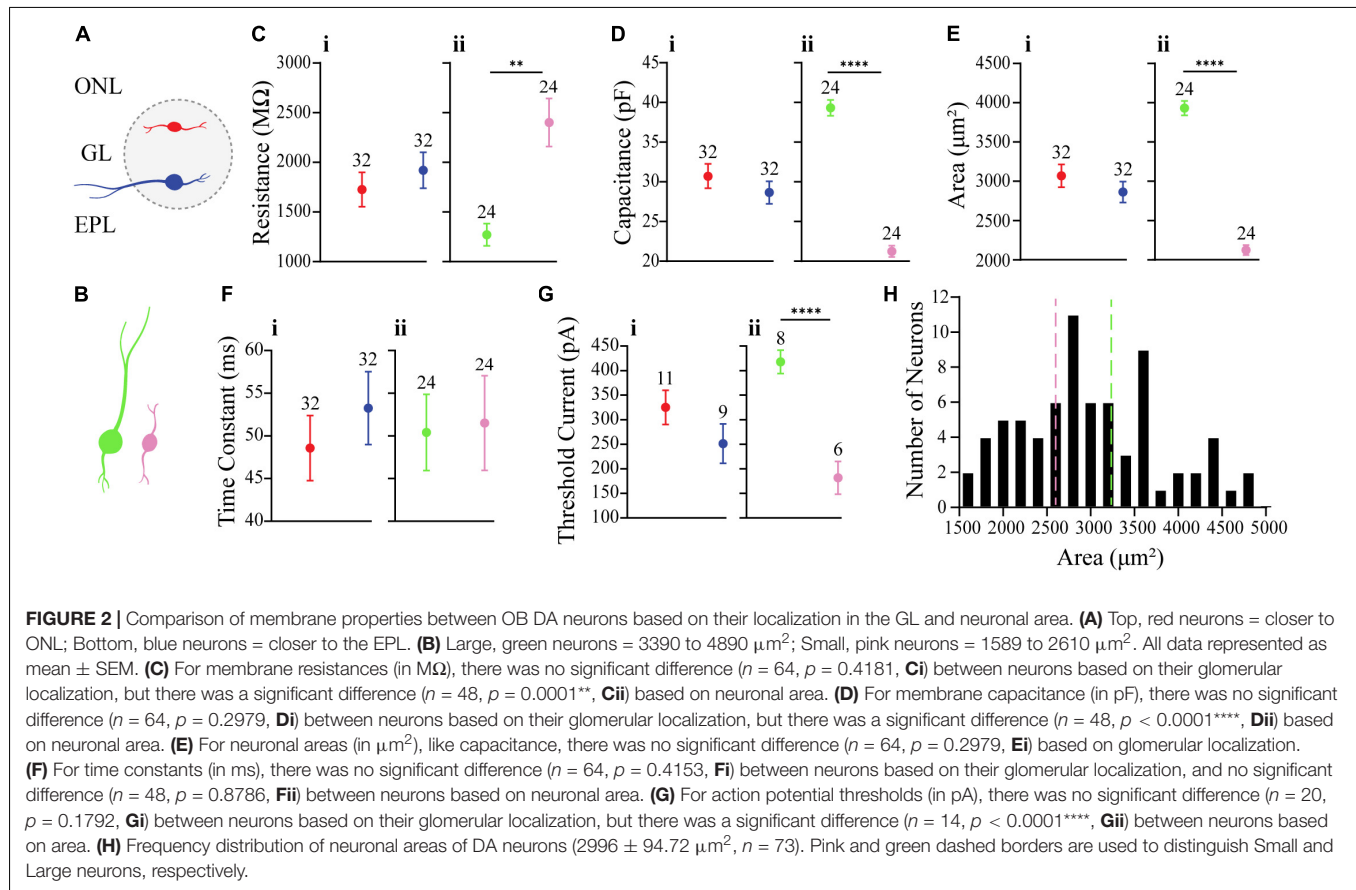 A
ONL
GL
EPL
B
C
i
ii
Resistance (MΩ)
3000
2500
2000
1500
1000
32
32
**
24
24
D
i
ii
Capacitance (pF)
45
40
35
30
25
20
32
32
****
24
24
E
i
ii
Area (μm²)
4500
4000
3500
3000
2500
2000
32
32
****
24
24
F
i
ii
Time Constant (ms)
60
55
50
45
40
32
32
24
24
G
i
ii
Threshold Current (pA)
450
400
350
300
250
200
150
100
11
9
****
8
6
H
Number of Neurons
12
10
8
6
4
2
0
1500 2000 2500 3000 3500 4000 4500 5000
Area (μm²)
FIGURE 2 | Comparison of membrane properties between OB DA neurons based on their localization in the GL and neuronal area. (A) Top, red neurons = closer to
ONL; Bottom, blue neurons = closer to the EPL. (B) Large, green neurons = 3390 to 4890 μm²; Small, pink neurons = 1589 to 2610 μm². All data represented as
mean ± SEM. (C) For membrane resistances (in MΩ), there was no significant difference (n = 64, p = 0.4181, Ci) between neurons based on their glomerular
localization, but there was a significant difference (n = 48, p = 0.0001**, Cii) based on neuronal area. (D) For membrane capacitance (in pF), there was no significant
difference (n = 64, p = 0.2979, Di) between neurons based on their glomerular localization, but there was a significant difference (n = 48, p < 0.0001****, Dii) based
on neuronal area. (E) For neuronal areas (in μm²), like capacitance, there was no significant difference (n = 64, p = 0.2979, Ei) based on glomerular localization.
(F) For time constants (in ms), there was no significant difference (n = 64, p = 0.4153, Fi) between neurons based on their glomerular localization, and no significant
difference (n = 48, p = 0.8786, Fii) between neurons based on neuronal area. (G) For action potential thresholds (in pA), there was no significant difference (n = 20,
p = 0.1792, Gi) between neurons based on their glomerular localization, but there was a significant difference (n = 14, p < 0.0001****, Gii) between neurons based
on area. (H) Frequency distribution of neuronal areas of DA neurons (2996 ± 94.72 μm², n = 73). Pink and green dashed borders are used to distinguish Small and
Large neurons, respectively.